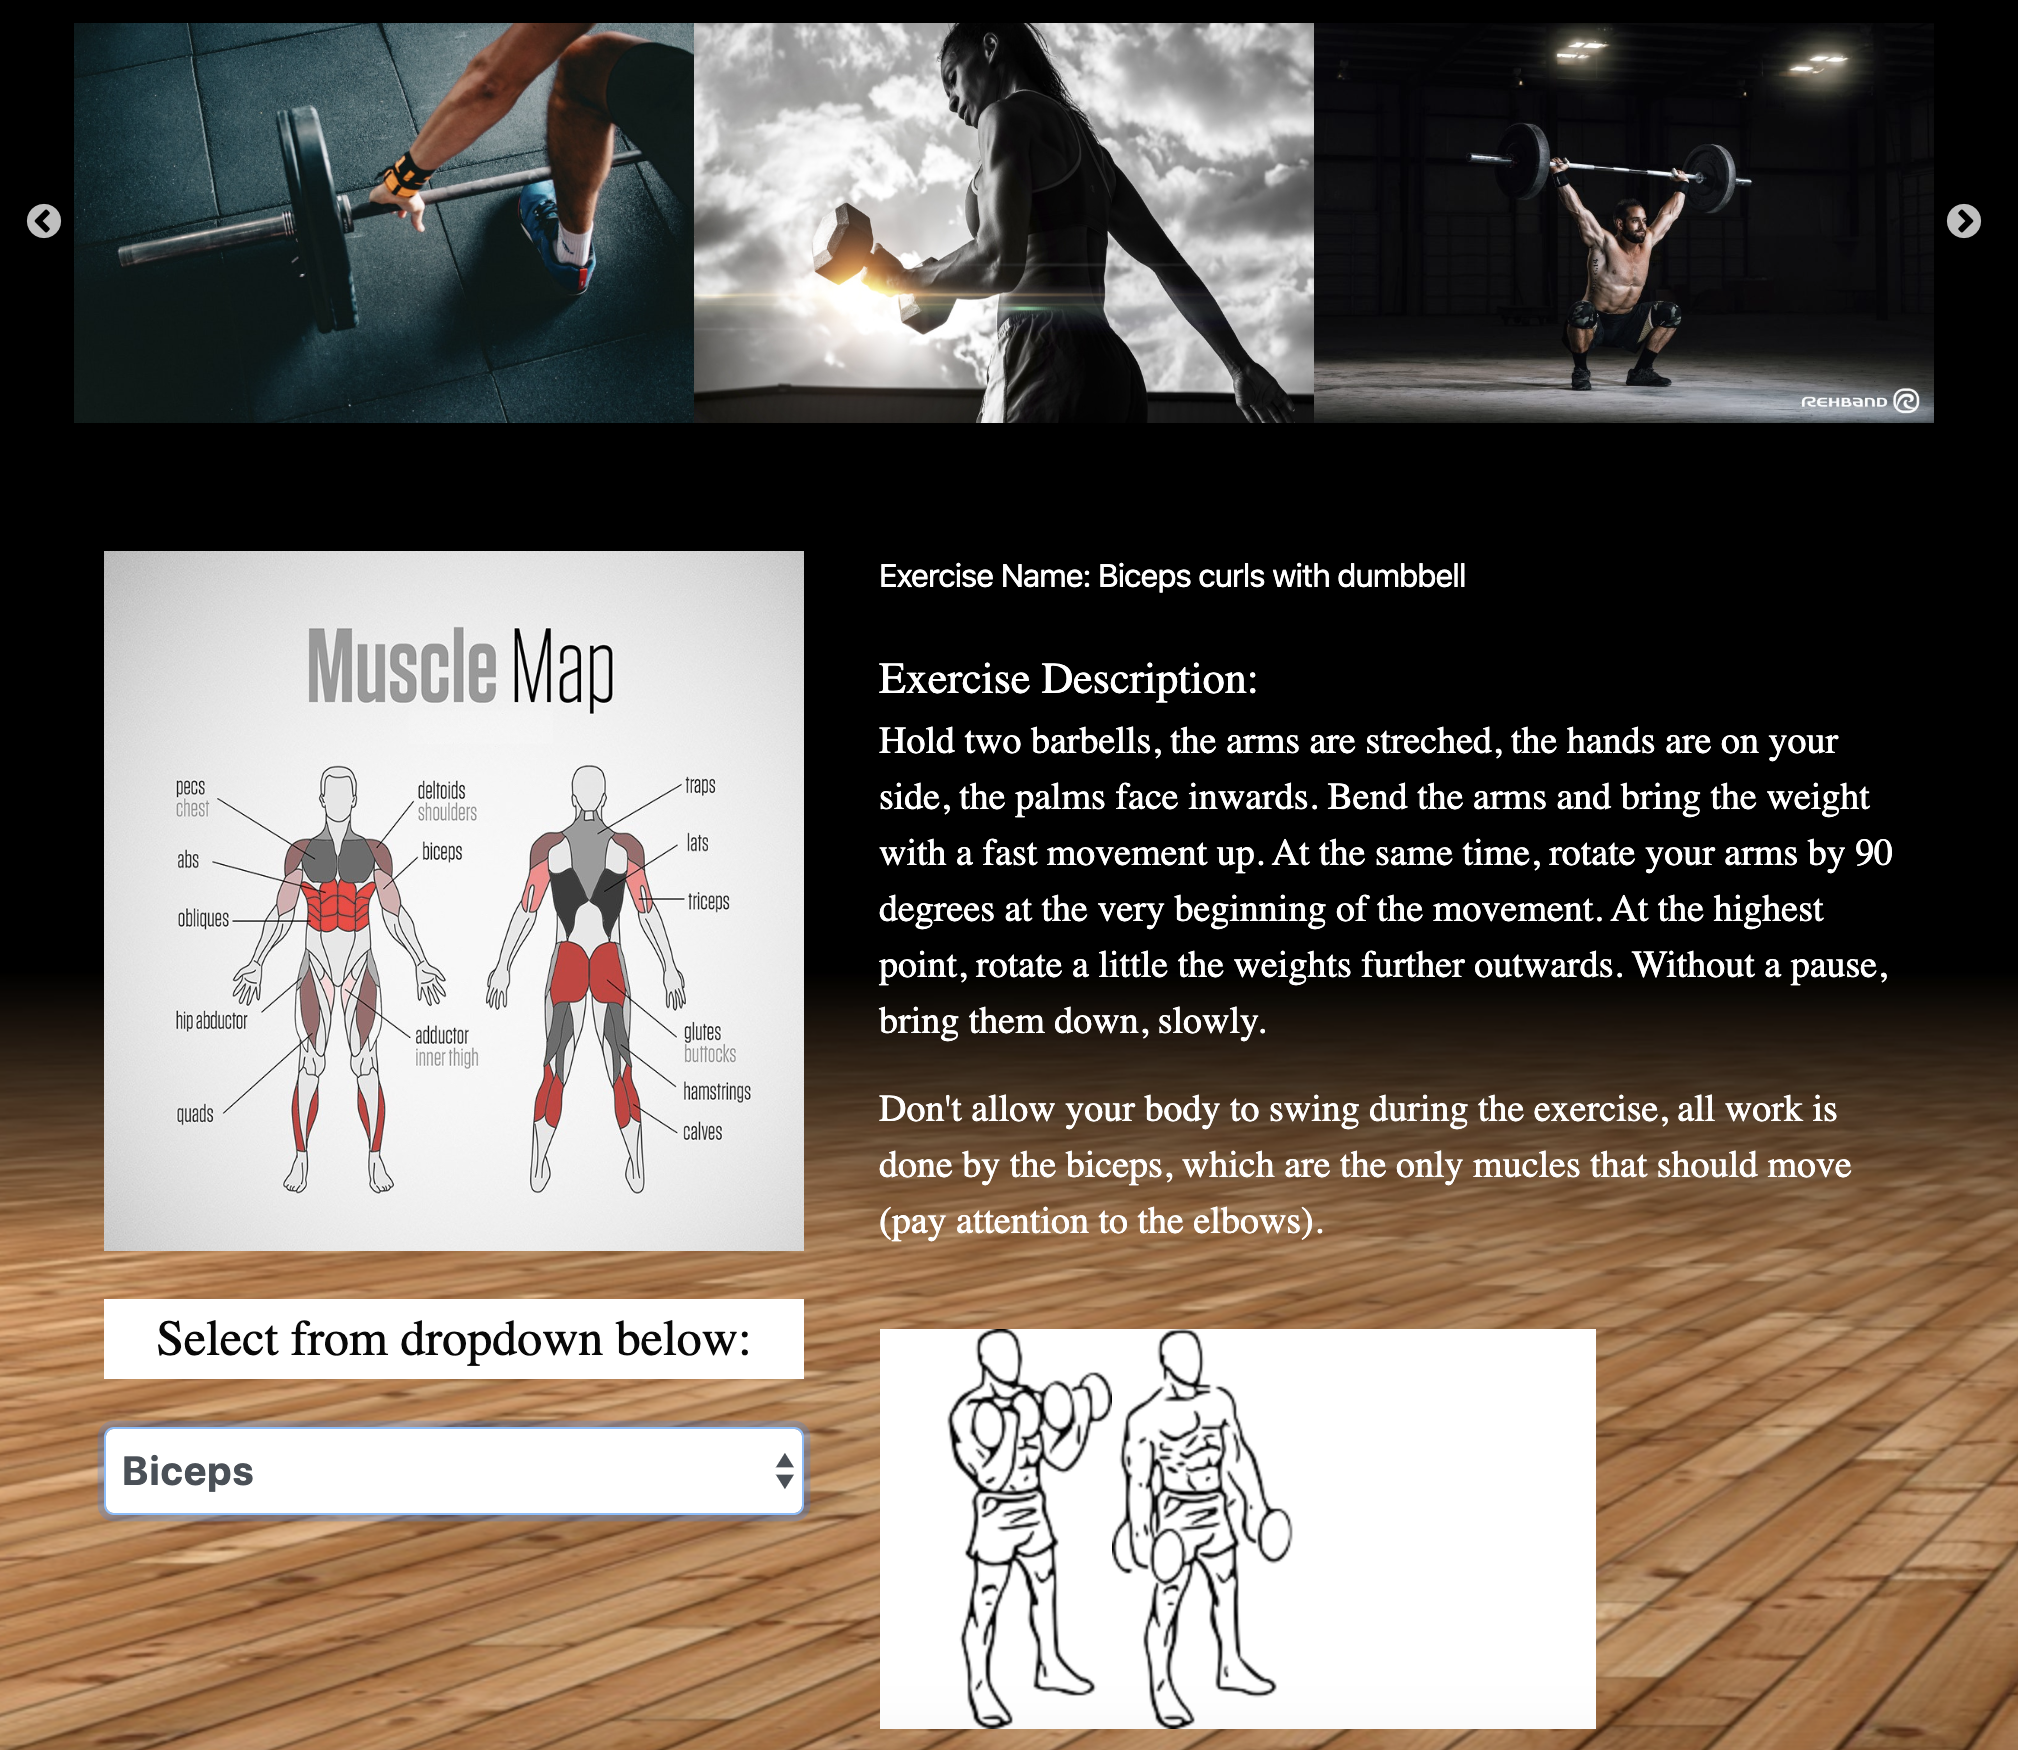 REHBAND
Exercise Name: Biceps curls with dumbbell
Exercise Description:
Hold two barbells, the arms are streched, the hands are on your
side, the palms face inwards. Bend the arms and bring the weight
with a fast movement up. At the same time, rotate your arms by 90
degrees at the very beginning of the movement. At the highest
point, rotate a little the weights further outwards. Without a pause,
bring them down, slowly.
Don't allow your body to swing during the exercise, all work is
done by the biceps, which are the only mucles that should move
(pay attention to the elbows).
Muscle Map
pecs
chest
abs
obliques
hip abductor
quads
deltoids
shoulders
biceps
adductor
inner thigh
traps
lats
triceps
glutes
buttocks
hamstrings
calves
Select from dropdown below:
Biceps